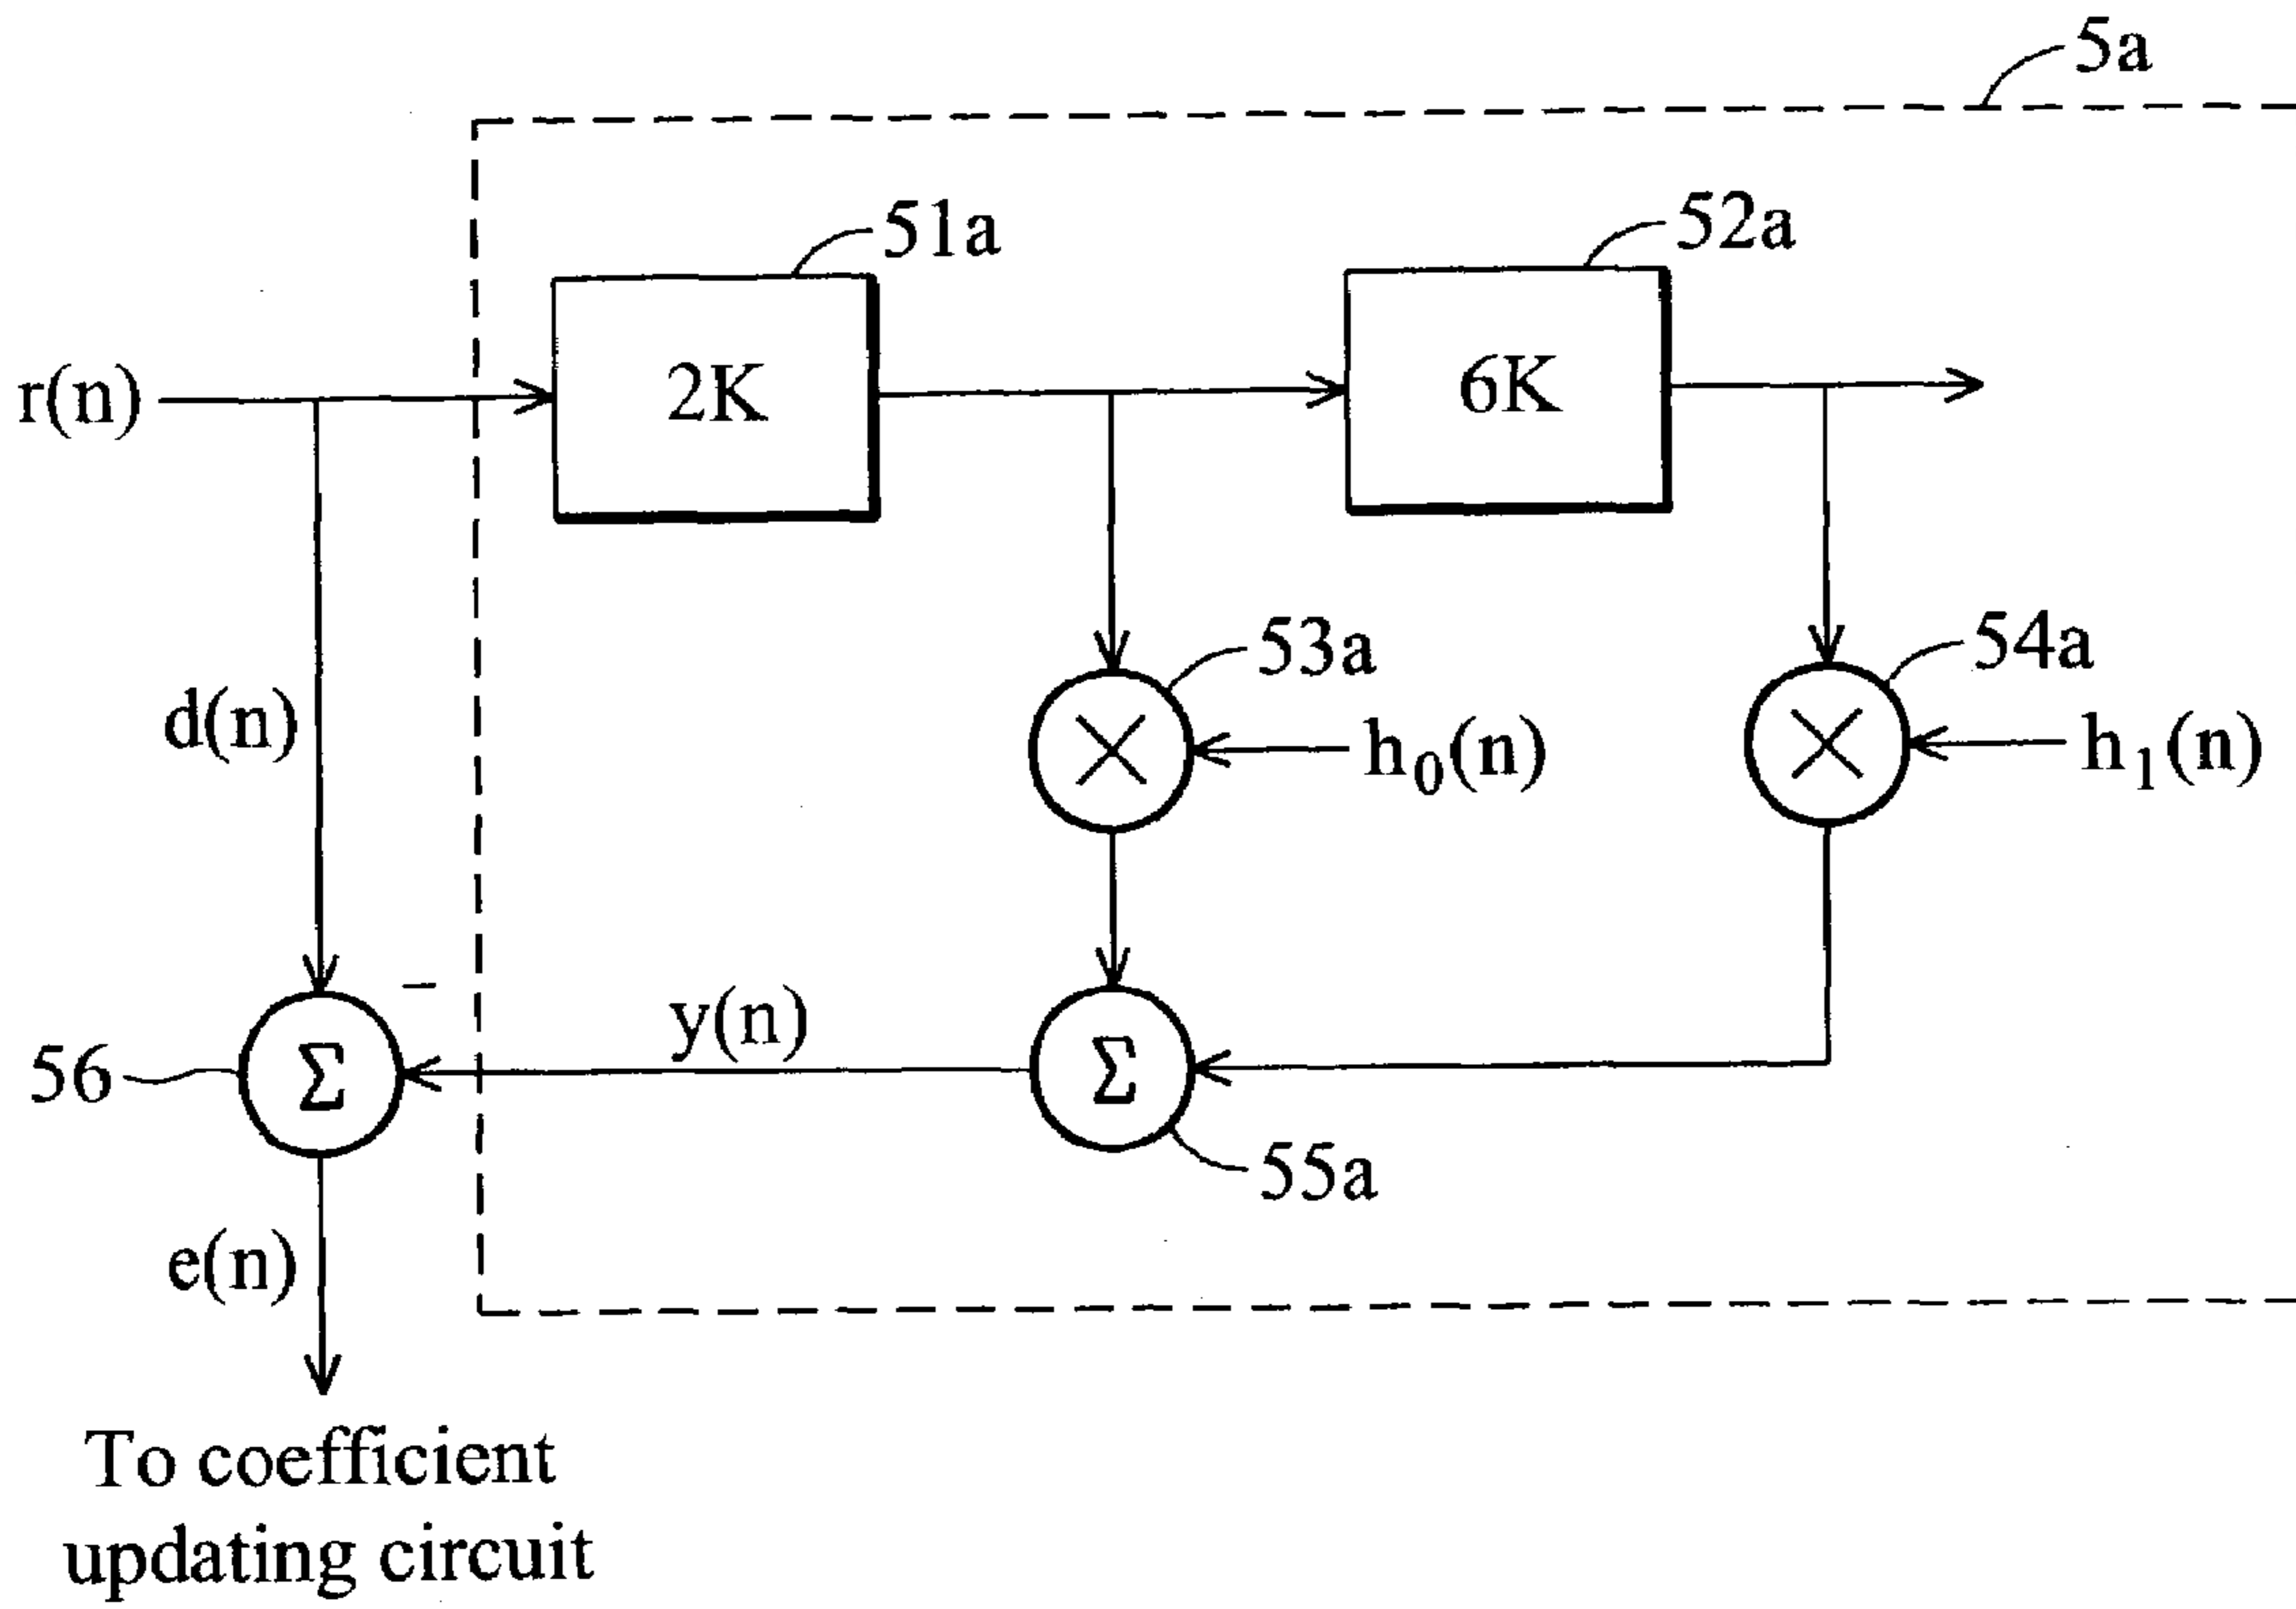 5a
51a
52a
r(n)
2K
6K
53a
54a
d(n)
×
h₀(n)
×
h₁(n)
−
y(n)
56
Σ
Σ
55a
e(n)
To coefficient
updating circuit